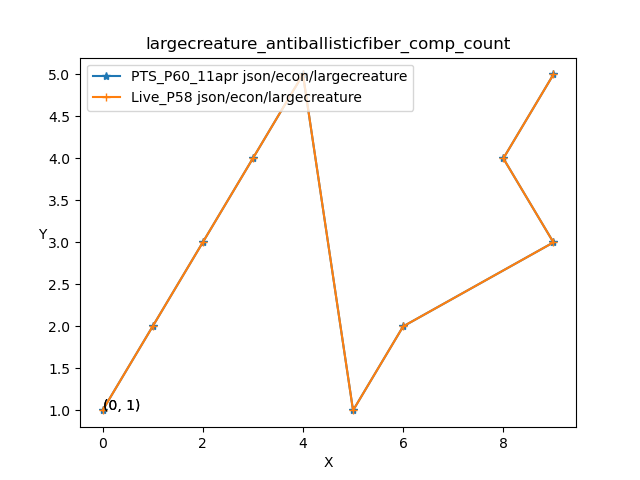 largecreature_antiballisticfiber_comp_count
PTS_P60_11apr json/econ/largecreature
Live_P58 json/econ/largecreature
5.0
4.5
4.0
3.5
3.0
2.5
2.0
1.5
1.0
Y
(0, 1)
0 2 4 6 8
X